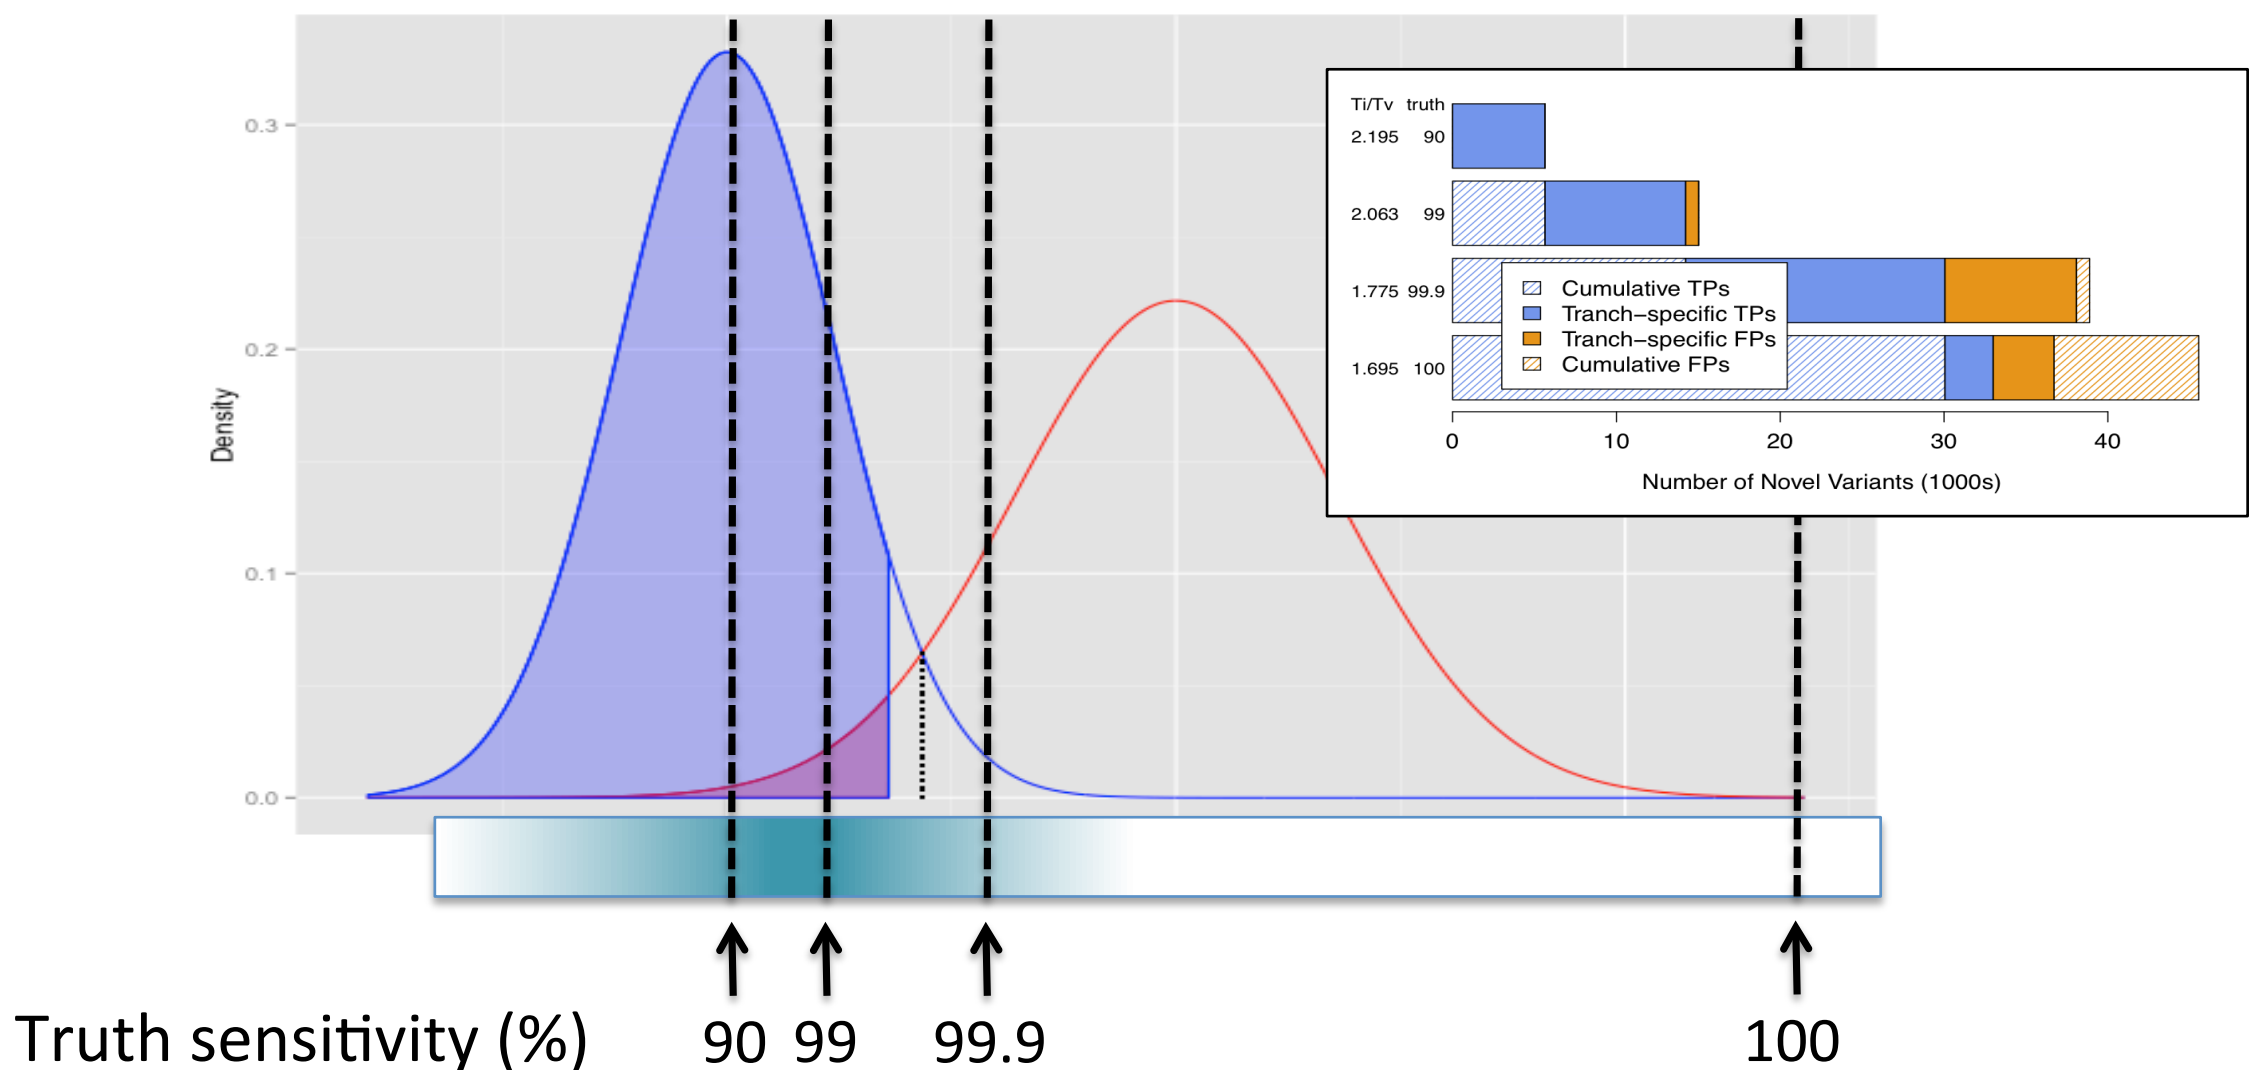 0.3
0.2
0.1
0.0
Density
Ti/Tv truth
2.195 90
2.063 99
1.775 99.9
1.695 100
Cumulative TPs
Tranch−specific TPs
Tranch−specific FPs
Cumulative FPs
0 10 20 30 40
Number of Novel Variants (1000s)
Truth sensitivity (%) 90 99 99.9 100